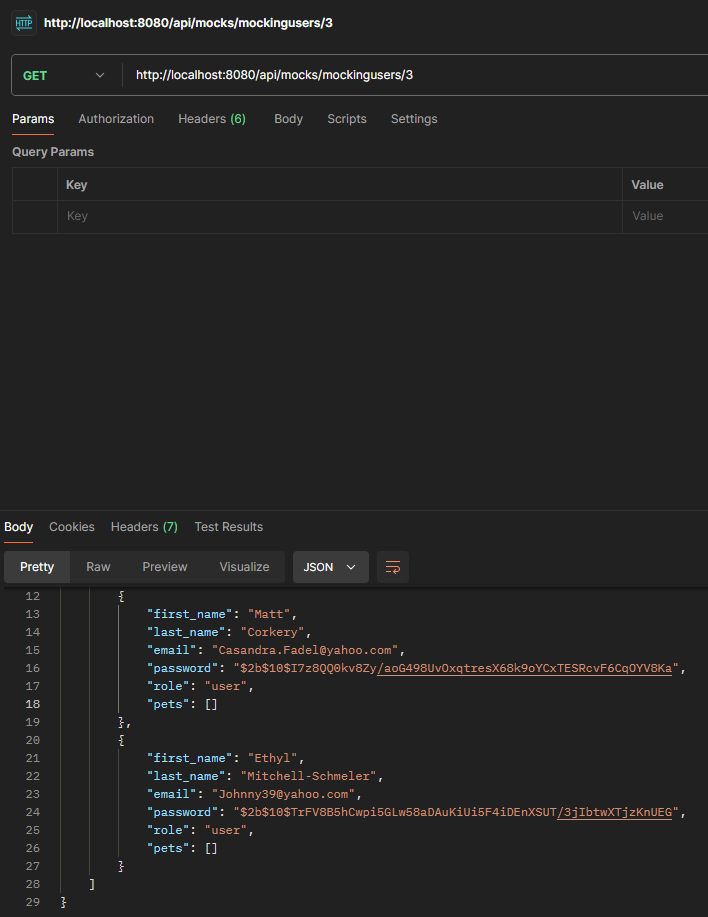 HTTP http://localhost:8080/api/mocks/mockingusers/3
GET http://localhost:8080/api/mocks/mockingusers/3
Params Authorization Headers (6) Body Scripts Settings
Query Params
Key Value
Key Value
Body Cookies Headers (7) Test Results
Pretty Raw Preview Visualize JSON
12 {
13 "first_name": "Matt",
14 "last_name": "Corkery",
15 "email": "Casandra.Fadel@yahoo.com",
16 "password": "$2b$10$I7z8QQ0kv8Zy/aoG498UvOxqtresX68k9oYCxTESRcvF6CqOYV8Ka",
17 "role": "user",
18 "pets": []
19 },
20 {
21 "first_name": "Ethyl",
22 "last_name": "Mitchell-Schmeler",
23 "email": "Johnny39@yahoo.com",
24 "password": "$2b$10$TrFV8B5hCwpi5GLw58aDAuKiUi5F4iDEnXSUT/3jIbtwXTjzKnUEG",
25 "role": "user",
26 "pets": []
27 }
28 ]
29 }